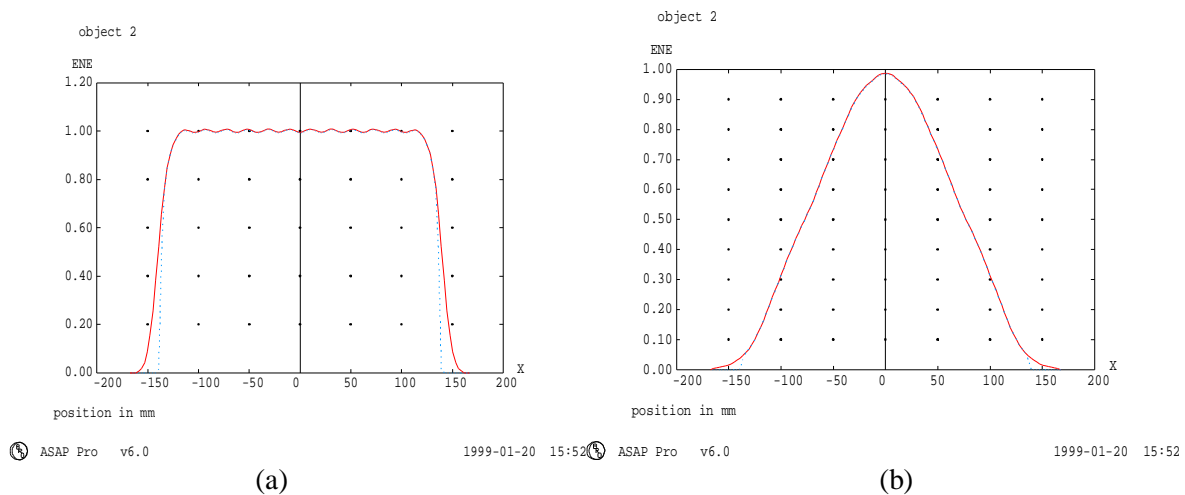 object 2
ENE
1.20
1.00
0.80
0.60
0.40
0.20
0.00
-200 -150 -100 -50 0 50 100 150 200
X
position in mm
ASAP Pro v6.0 1999-01-20 15:52
(a)
object 2
ENE
1.00
0.90
0.80
0.70
0.60
0.50
0.40
0.30
0.20
0.10
0.00
-200 -150 -100 -50 0 50 100 150 200
X
position in mm
ASAP Pro v6.0 1999-01-20 15:52
(b)